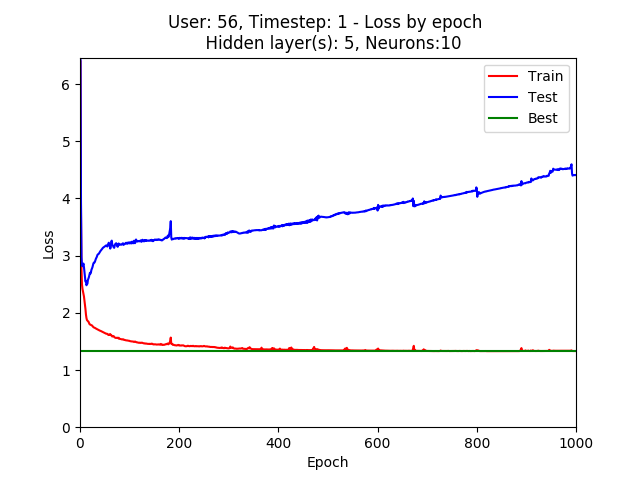 User: 56, Timestep: 1 - Loss by epoch
Hidden layer(s): 5, Neurons:10
Train
Test
Best
6
5
4
3
2
1
0
Loss
0 200 400 600 800 1000
Epoch